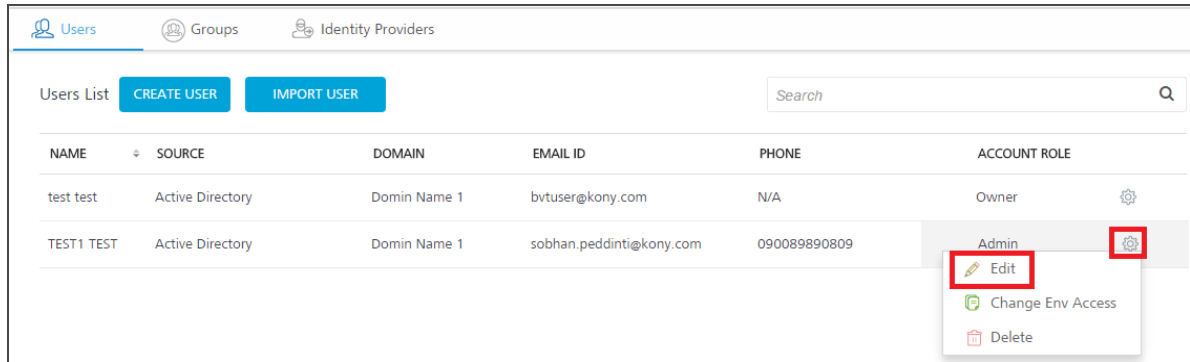 Users Groups Identity Providers
Users List CREATE USER IMPORT USER Search
NAME SOURCE DOMAIN EMAIL ID PHONE ACCOUNT ROLE
test test Active Directory Domin Name 1 bvtuser@kony.com N/A Owner
TEST1 TEST Active Directory Domin Name 1 sobhan.peddinti@kony.com 090089890809 Admin
Edit
Change Env Access
Delete